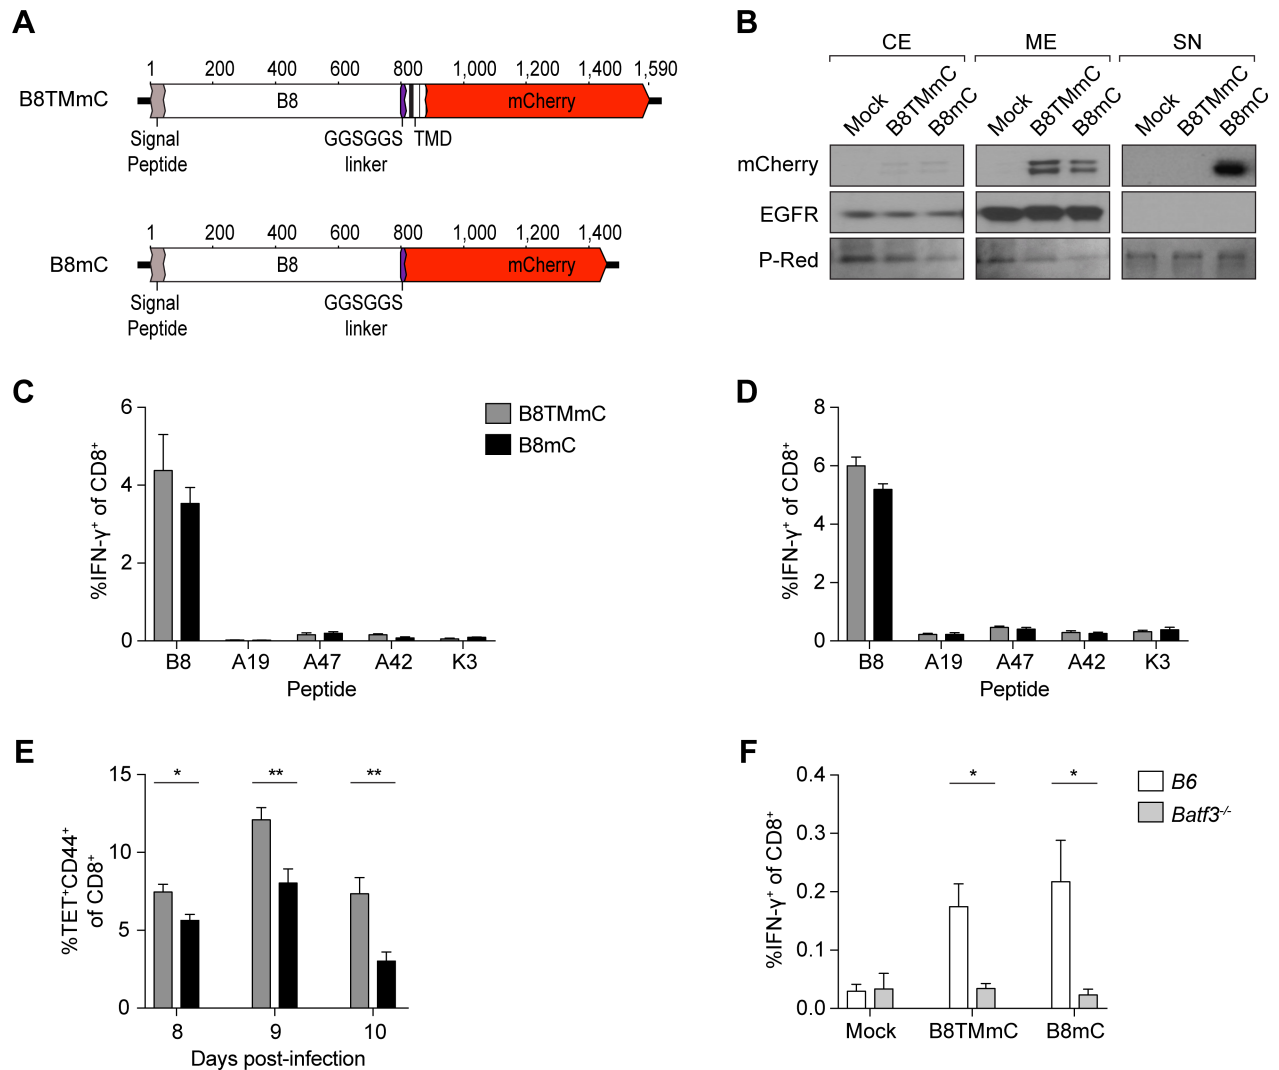 A
1 200 400 600 800 1,000 1,200 1,400 1,590
B8TMmC B8 mCherry
Signal Peptide GGSGGS linker TMD
1 200 400 600 800 1,000 1,200 1,400
B8mC B8 mCherry
Signal Peptide GGSGGS linker
B
CE ME SN
Mock B8TMmC B8mC Mock B8TMmC B8mC Mock B8TMmC B8mC
mCherry
EGFR
P-Red
C
%IFN-γ⁺ of CD8⁺
6
4
2
0
B8 A19 A47 A42 K3
Peptide
B8TMmC
B8mC
D
%IFN-γ⁺ of CD8⁺
8
6
4
2
0
B8 A19 A47 A42 K3
Peptide
E
%TET⁺CD44⁺
of CD8⁺
15
10
5
0
* ** **
8 9 10
Days post-infection
F
%IFN-γ⁺ of CD8⁺
0.4
0.3
0.2
0.1
0.0
* *
Mock B8TMmC B8mC
B6
Batf3⁻/⁻